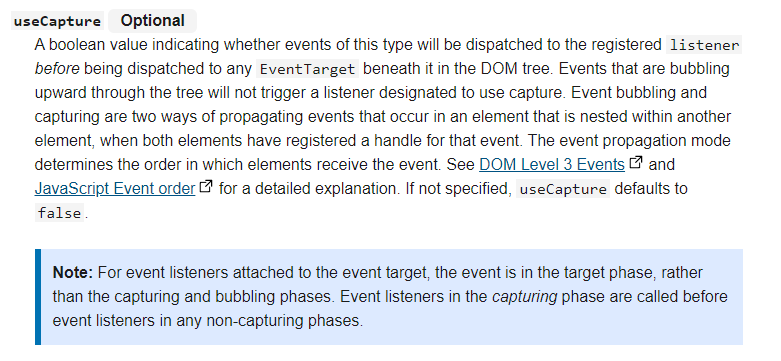 useCapture Optional
A boolean value indicating whether events of this type will be dispatched to the registered listener
before being dispatched to any EventTarget beneath it in the DOM tree. Events that are bubbling
upward through the tree will not trigger a listener designated to use capture. Event bubbling and
capturing are two ways of propagating events that occur in an element that is nested within another
element, when both elements have registered a handle for that event. The event propagation mode
determines the order in which elements receive the event. See DOM Level 3 Events and
JavaScript Event order for a detailed explanation. If not specified, useCapture defaults to
false.
Note: For event listeners attached to the event target, the event is in the target phase, rather
than the capturing and bubbling phases. Event listeners in the capturing phase are called before
event listeners in any non-capturing phases.